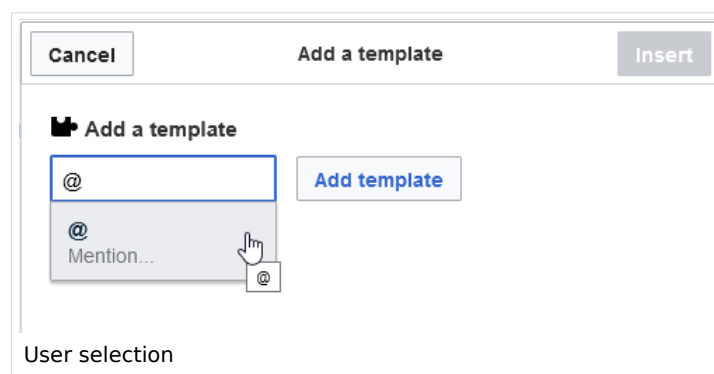 Cancel Add a template Insert
Add a template
@ Add template
@
Mention...
@
User selection